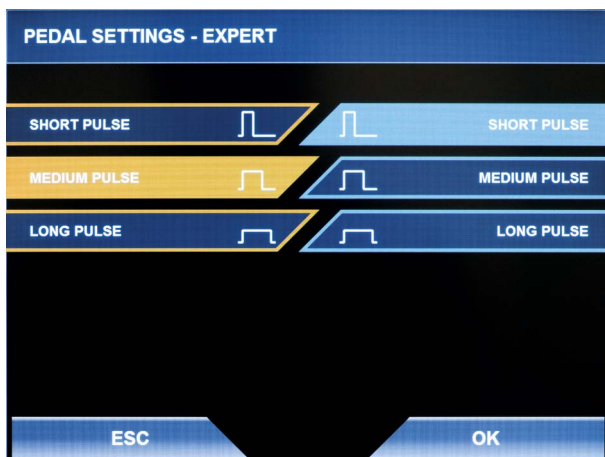 PEDAL SETTINGS - EXPERT
SHORT PULSE SHORT PULSE
MEDIUM PULSE MEDIUM PULSE
LONG PULSE LONG PULSE
ESC OK